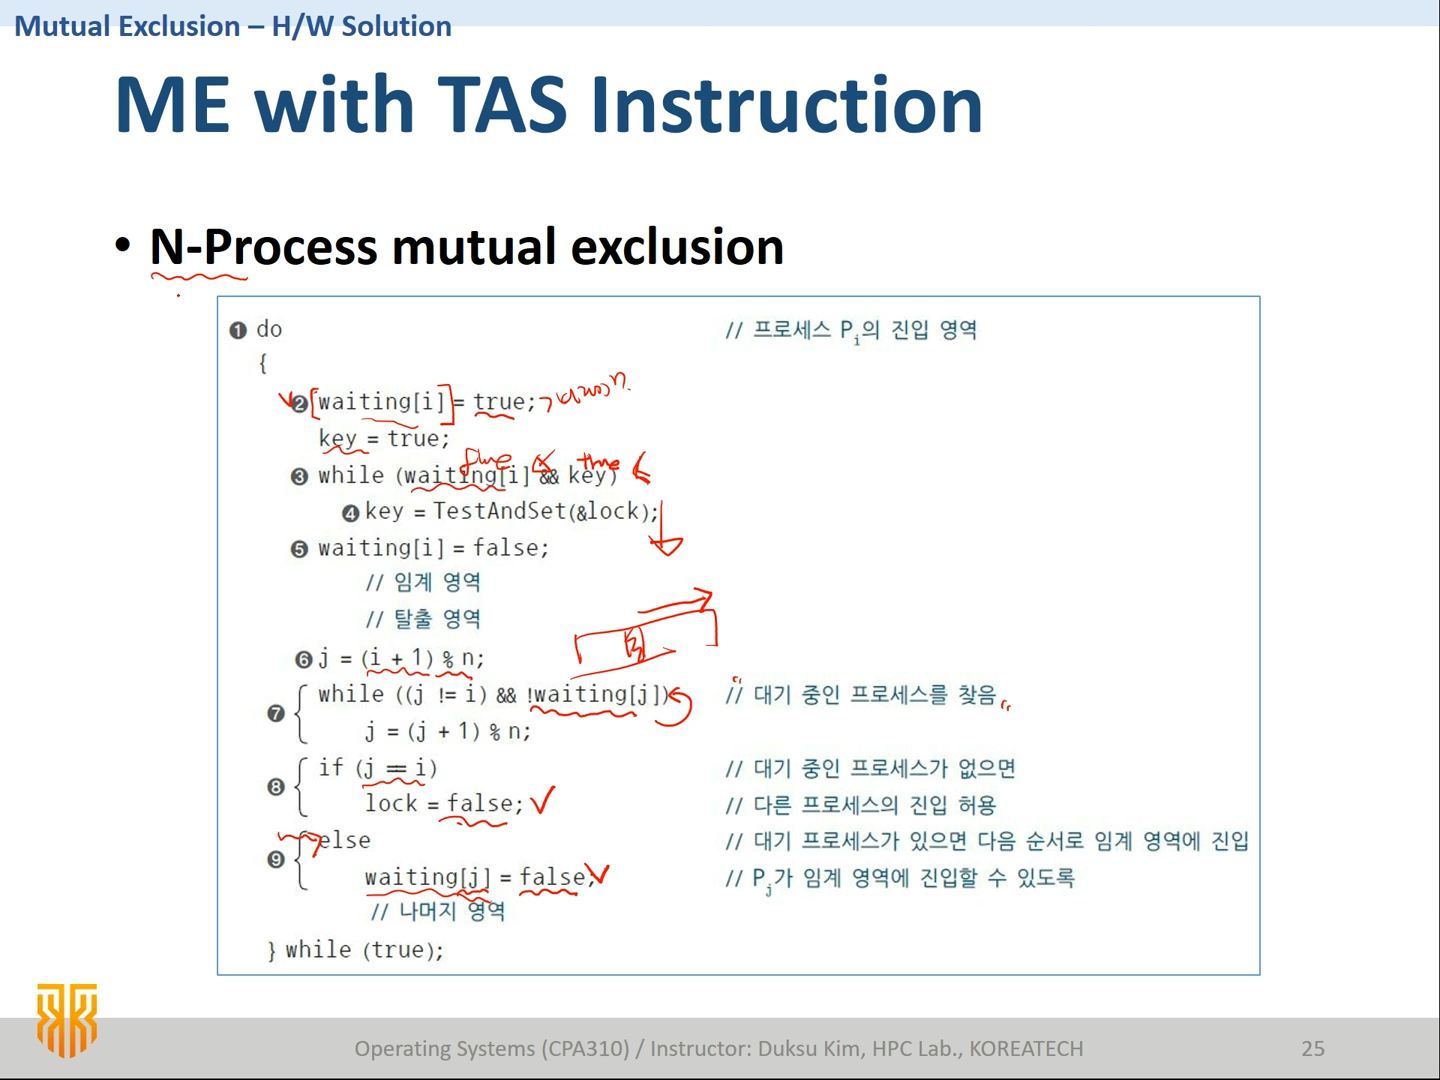 Mutual Exclusion – H/W Solution
ME with TAS Instruction
• N-Process mutual exclusion
❶ do // 프로세스 Pi의 진입 영역
{
❷ waiting[i] = true;
key = true;
true
❸ while (waiting[i] && key)
❹ key = TestAndSet(&lock);
❺ waiting[i] = false;
// 임계 영역
// 탈출 영역
❻ j = (i + 1) % n;
❼ while ((j != i) && !waiting[j]) // 대기 중인 프로세스를 찾음
j = (j + 1) % n;
❽ if (j == i) // 대기 중인 프로세스가 없으면
lock = false; // 다른 프로세스의 진입 허용
❾ else // 대기 프로세스가 있으면 다음 순서로 임계 영역에 진입
waiting[j] = false; // Pj가 임계 영역에 진입할 수 있도록
// 나머지 영역
} while (true);
Operating Systems (CPA310) / Instructor: Duksu Kim, HPC Lab., KOREATECH 25